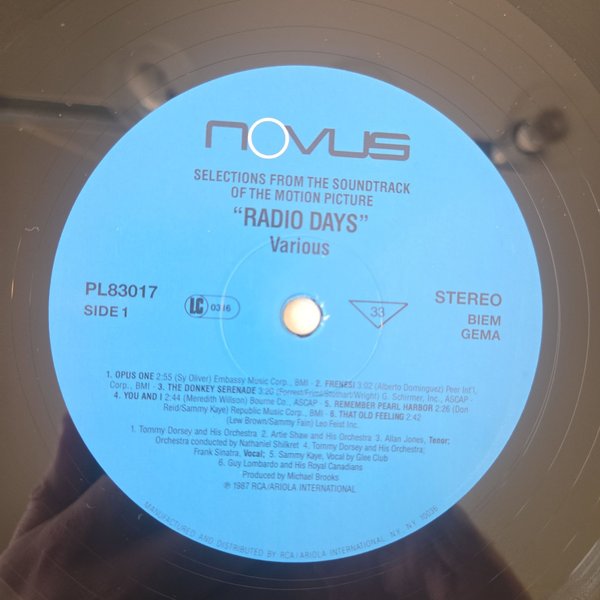 NOVUS
SELECTIONS FROM THE SOUNDTRACK
OF THE MOTION PICTURE
“RADIO DAYS”
Various
PL83017
SIDE 1
LC 0316
33
STEREO
BIEM
GEMA
1. OPUS ONE 2:55 (Sy Oliver) Embassy Music Corp., BMI · 2. FRENESI 3:02 (Alberto Dominguez) Peer Int'l.
Corp., BMI · 3. THE DONKEY SERENADE 3:20 (Forrest/Friml/Stothart/Wright) G. Schirmer, Inc., ASCAP ·
4. YOU AND I 2:44 (Meredith Willson) Bourne Co., ASCAP · 5. REMEMBER PEARL HARBOR 2:26 (Don
Reid/Sammy Kaye) Republic Music Corp., BMI · 6. THAT OLD FEELING 2:42
(Lew Brown/Sammy Fain) Leo Feist Inc.
1. Tommy Dorsey and His Orchestra 2. Artie Shaw and His Orchestra 3. Allan Jones, Tenor;
Orchestra conducted by Nathaniel Shilkret 4. Tommy Dorsey and His Orchestra;
Frank Sinatra, Vocal; 5. Sammy Kaye, Vocal by Glee Club
6. Guy Lombardo and His Royal Canadians
Produced by Michael Brooks
℗ 1987 RCA/ARIOLA INTERNATIONAL
MANUFACTURED AND DISTRIBUTED BY RCA/ARIOLA INTERNATIONAL, NY, NY 10036